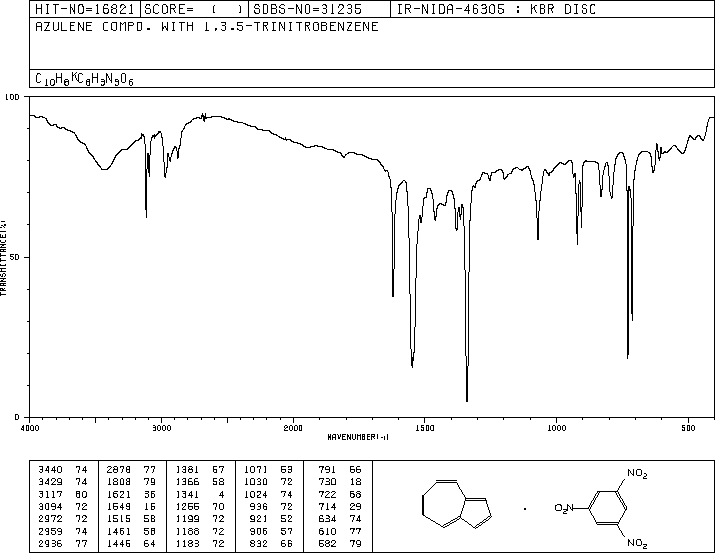 HIT-NO=16821 SCORE= ( ) SDBS-NO=31235 IR-NIDA-46305 : KBR DISC
AZULENE COMPD. WITH 1,3,5-TRINITROBENZENE
C10H8·C6H3N3O6
100
50
0
TRANSMITTANCE(%)
4000 3000 2000 1500 1000 500
WAVENUMBER(-1)
3440 74 2878 77 1381 57 1071 53 791 66
3429 74 1808 79 1366 58 1030 72 730 18
3117 60 1621 36 1341 4 1024 74 722 68
3094 72 1549 15 1266 70 936 72 714 29
2972 72 1515 58 1199 72 921 52 634 74
2959 74 1461 58 1188 72 906 57 610 77
2936 77 1446 64 1183 72 832 66 582 79
NO2
O2N
NO2